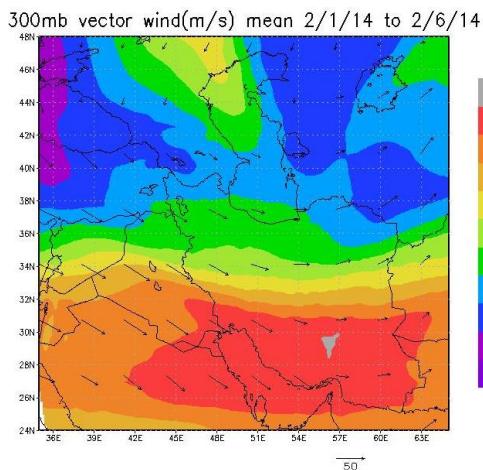 300mb vector wind(m/s) mean 2/1/14 to 2/6/14
48N
46N
44N
42N
40N
38N
36N
34N
32N
30N
28N
26N
24N
36E 39E 42E 45E 48E 51E 54E 57E 60E 63E
50